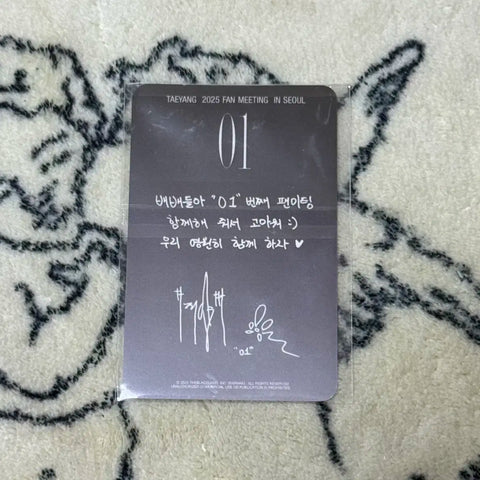 TAEYANG 2025 FAN MEETING IN SEOUL
01
배배들아 "01" 번째 팬미팅
함께해 줘서 고마워 :)
우리 영원히 함께 하자 ♥
"01"